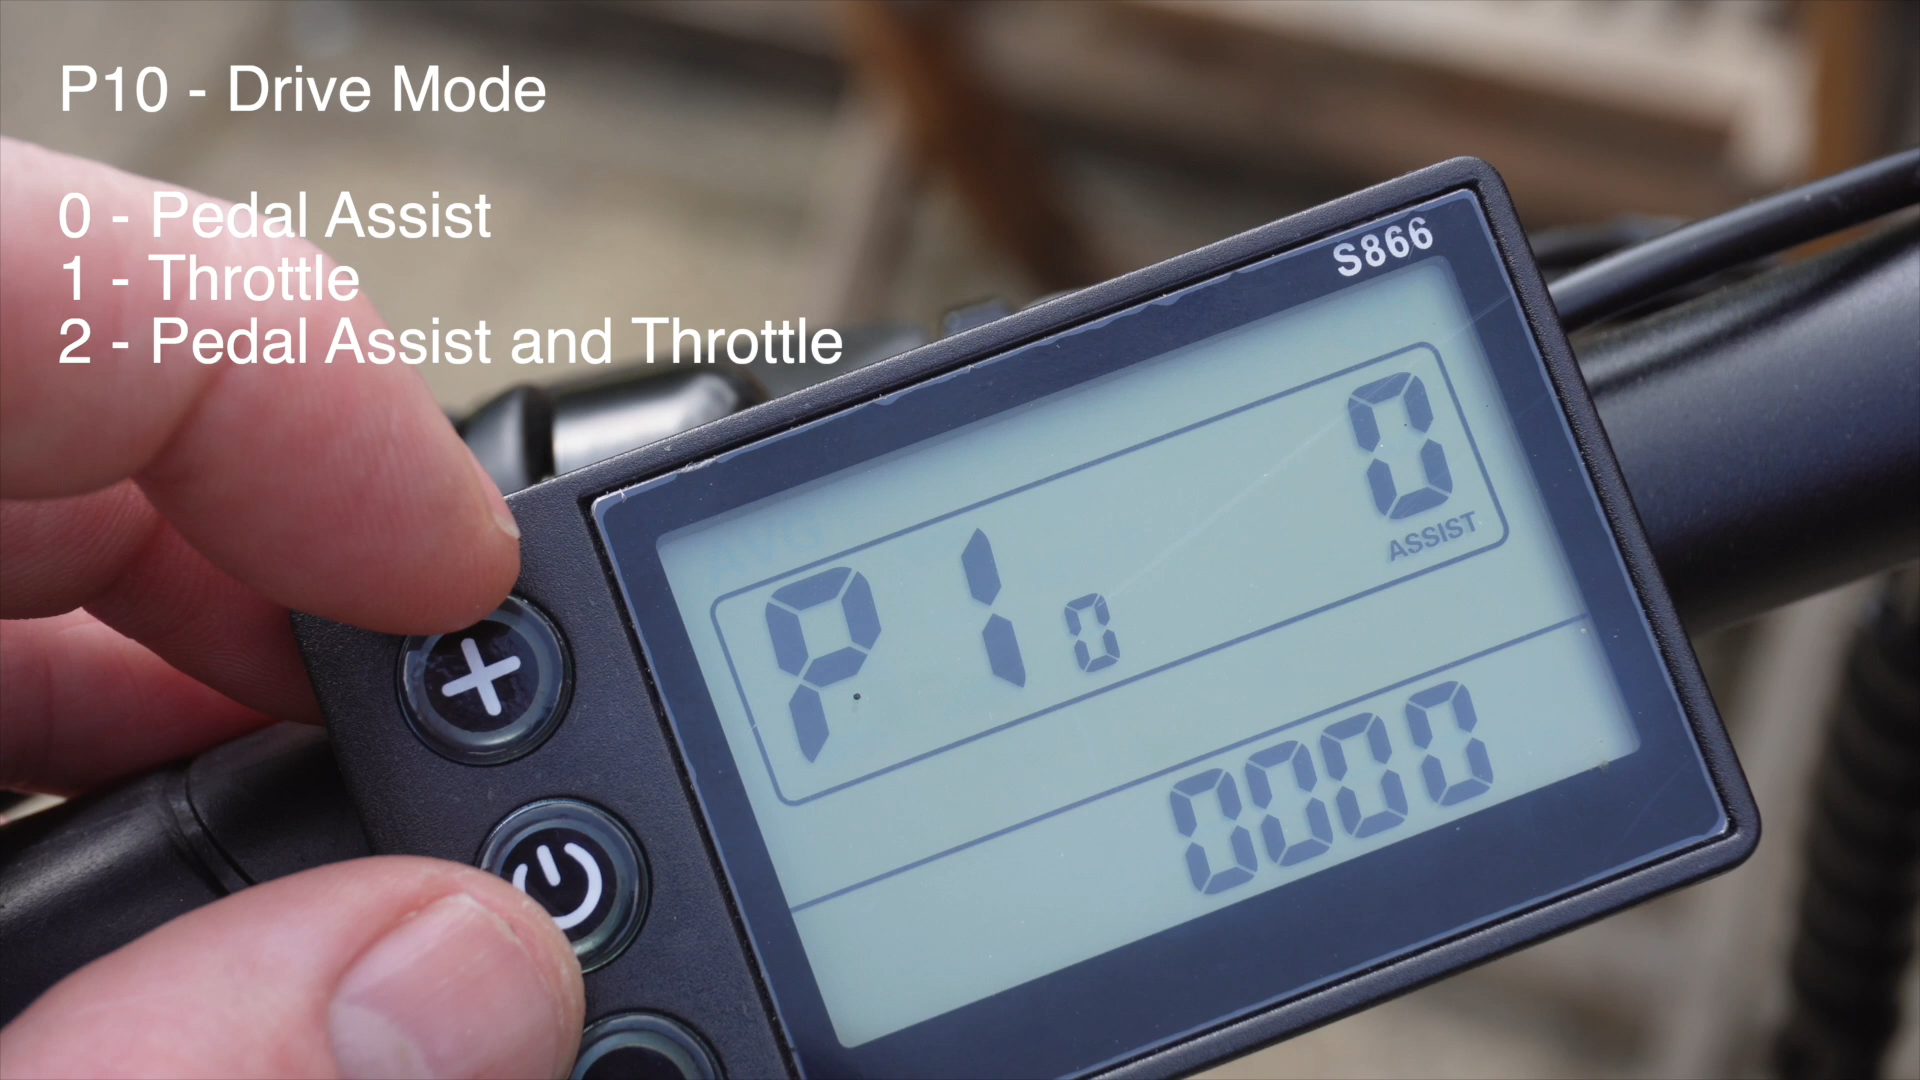 P10 - Drive Mode
0 - Pedal Assist
1 - Throttle
2 - Pedal Assist and Throttle
S866
0
ASSIST
P10
0000